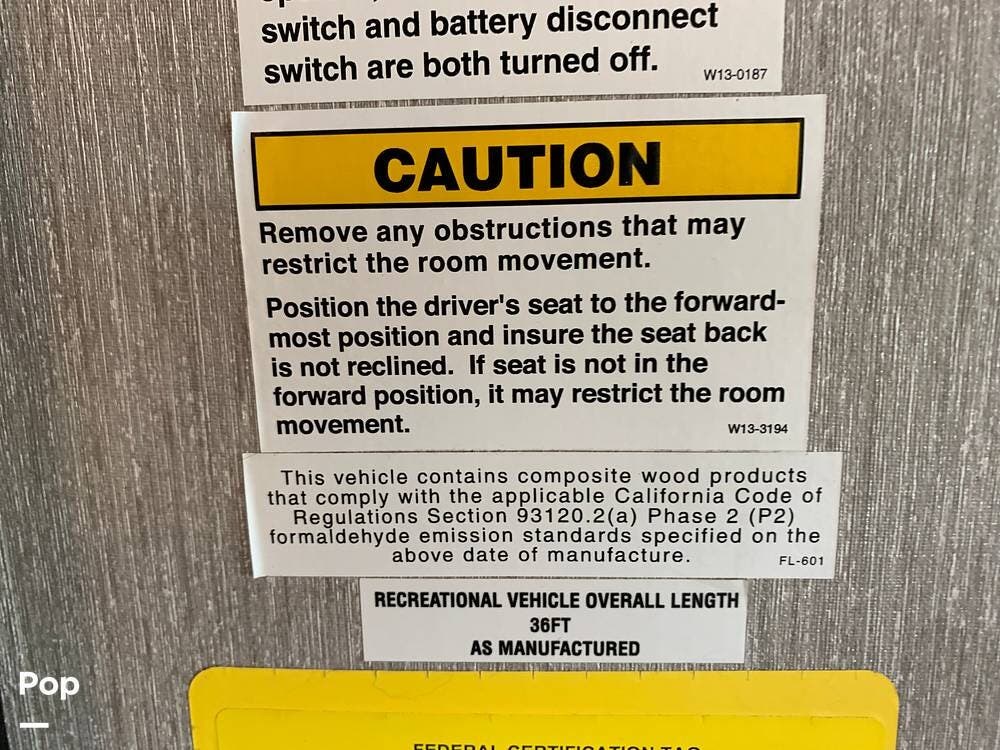 switch and battery disconnect
switch are both turned off.
W13-0187
CAUTION
Remove any obstructions that may
restrict the room movement.
Position the driver's seat to the forward-
most position and insure the seat back
is not reclined.  If seat is not in the
forward position, it may restrict the room
movement.
W13-3194
This vehicle contains composite wood products
that comply with the applicable California Code of
Regulations Section 93120.2(a) Phase 2 (P2)
formaldehyde emission standards specified on the
above date of manufacture.
FL-601
RECREATIONAL VEHICLE OVERALL LENGTH
36FT
AS MANUFACTURED
Pop
FEDERAL CERTIFICATION TAG